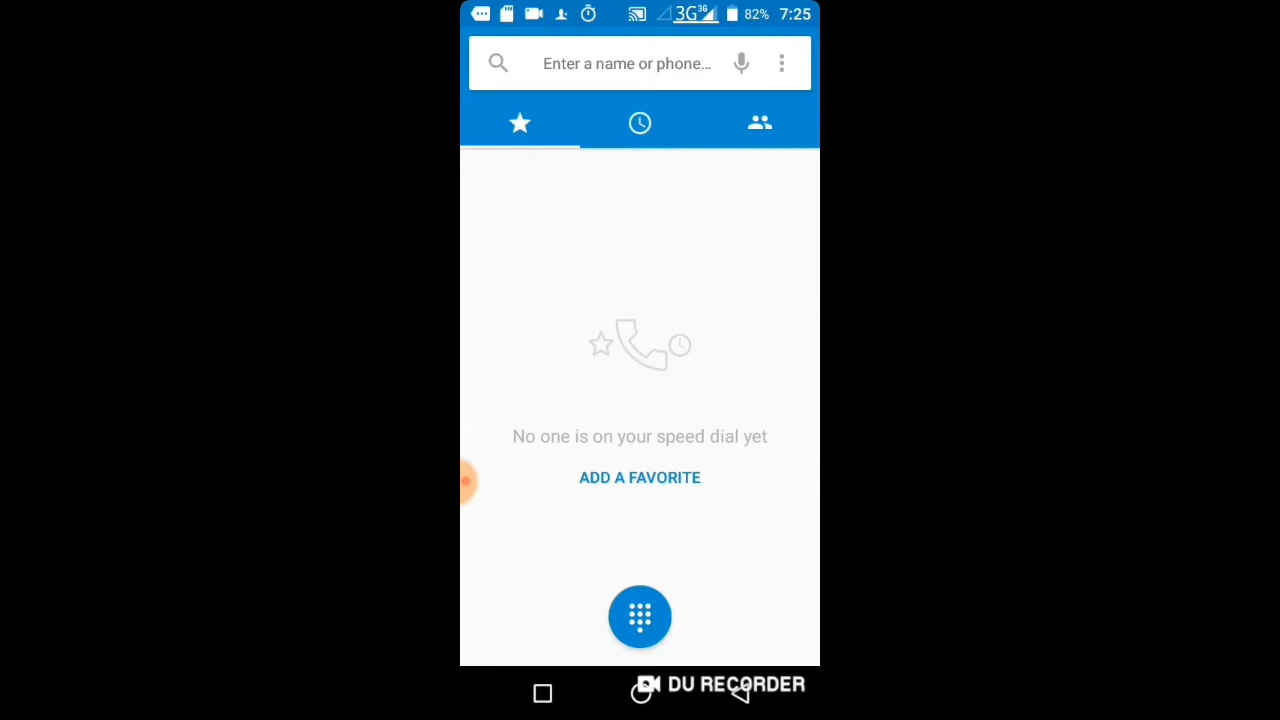 3G 3G 82% 7:25
Enter a name or phone...
No one is on your speed dial yet
ADD A FAVORITE
DU RECORDER